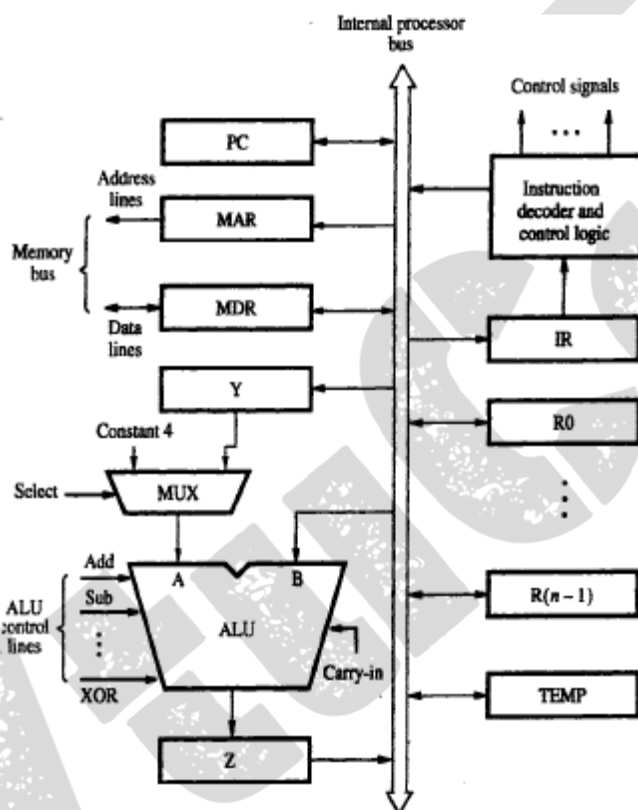 Internal processor
bus
Control signals
...
PC
Address
lines
MAR
Instruction
decoder and
control logic
Memory
bus
MDR
Data
lines
IR
Y
R0
Constant 4
Select
MUX
Add
A
B
Sub
ALU
control
lines
ALU
R(n – 1)
Carry-in
XOR
TEMP
Z